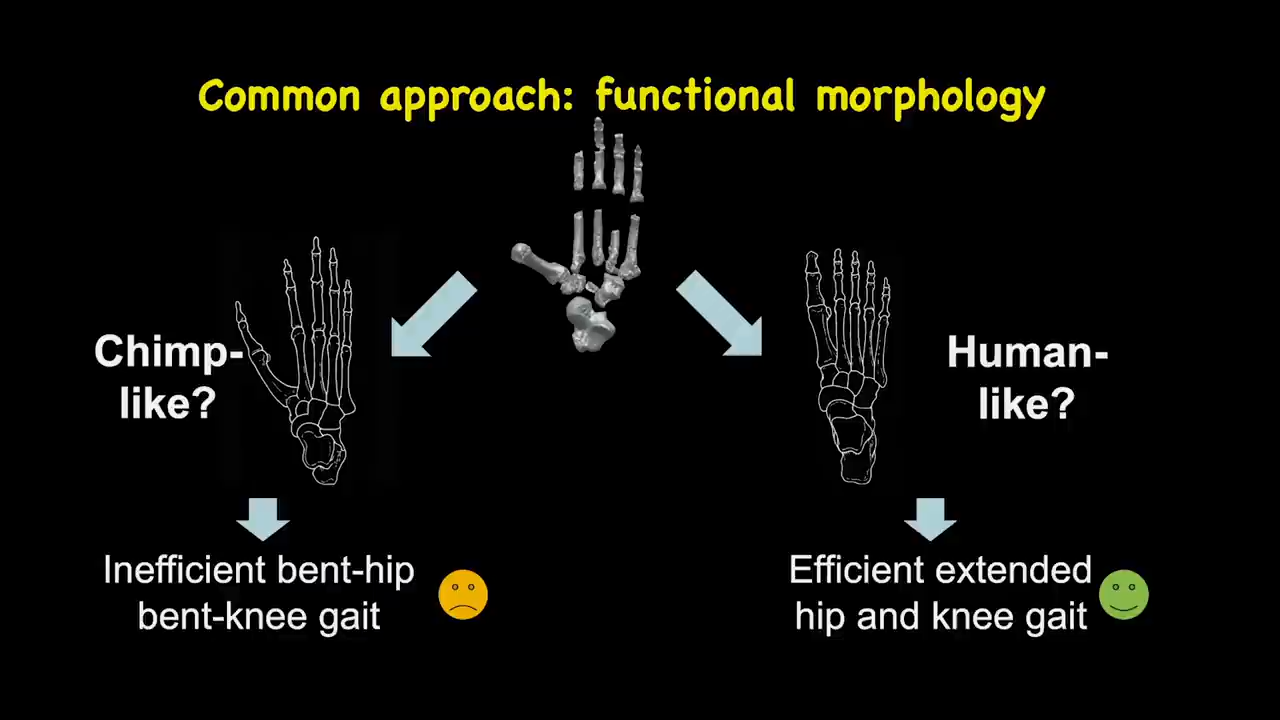 Common approach: functional morphology
Chimp-
like?
Human-
like?
Inefficient bent-hip
bent-knee gait
Efficient extended
hip and knee gait